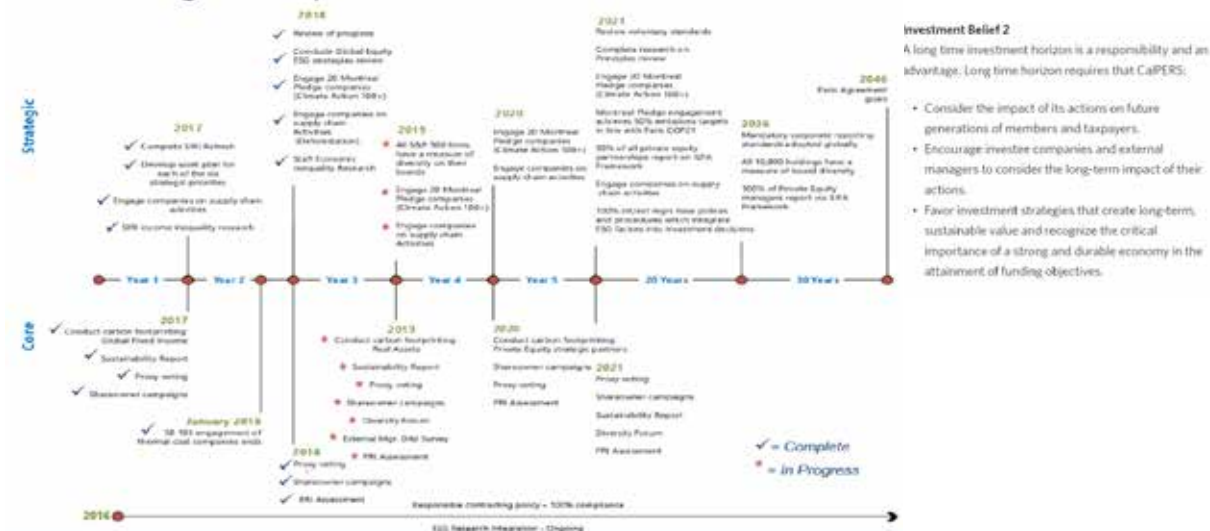 Strategic
2018
Review of progress
Conclude Global Equity
ESG strategies review
Engage 20 Montreal
Pledge companies
(Climate Action 100+)
Engage companies on
supply chain
Activities
(Deforestation)
Staff Economic
Inequality Research
2017
Complete
Develop work plan for
each of the six
strategic priorities
Engage companies on supply chain
activities
income inequality research
2019
All S&P 500 firms
have a measure of
diversity on their
boards
Engage 20 Montreal
Pledge companies
(Climate Action 100+)
Engage companies
on supply chain
Activities
2020
Engage 20 Montreal
Pledge companies
(Climate Action 100+)
Engage companies on
supply chain activities
2021
Review voluntary standards
Complete research on
Principles review
Engage 20 Montreal
Pledge companies
(Climate Action 100+)
Montreal Pledge engagement
achieves emissions targets
in line with Paris COP21
50% of all private equity
partnerships report on
Framework
Engage companies on supply
chain activities
100% have policies
and procedures which integrate
ESG factors into investment decisions
Mandatory corporate reporting
standards adopted globally
All 10,000 holdings have a
measure of board diversity
100% of Private Equity
managers report via
Framework
Paris Agreement
goals
Year 1
Year 2
Year 3
Year 4
Year 5
20 Years
30 Years
Core
2017
Conduct carbon footprinting
Global Fixed Income
Sustainability Report
Proxy voting
Shareowner campaigns
January 2018
engagement of
thermal coal companies ends
Proxy voting
Shareowner campaigns
PRI Assessment
2019
Conduct carbon footprinting
Real Assets
Sustainability Report
Proxy voting
Shareowner campaigns
Diversity Forum
External Mgr. Survey
PRI Assessment
2020
Conduct carbon footprinting
Private Equity strategic partners
Shareowner campaigns
Proxy voting
PRI Assessment
2021
Proxy voting
Shareowner campaigns
Sustainability Report
Diversity Forum
PRI Assessment
✓ = Complete
* = In Progress
2016
Responsible contracting policy – 100% compliance
ESG Research Integration - Ongoing
Investment Belief 2
A long time investment horizon is a responsibility and an
advantage. Long time horizon requires that CalPERS:
• Consider the impact of its actions on future
generations of members and taxpayers.
• Encourage investee companies and external
managers to consider the long-term impact of their
actions.
• Favor investment strategies that create long-term,
sustainable value and recognize the critical
importance of a strong and durable economy in the
attainment of funding objectives.